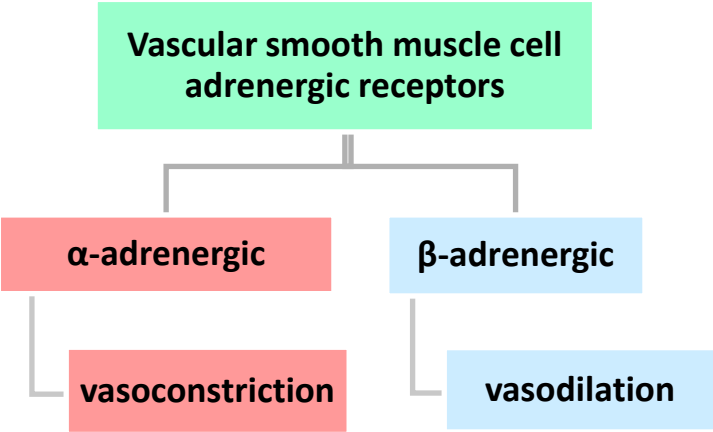 Vascular smooth muscle cell
adrenergic receptors
α-adrenergic
β-adrenergic
vasoconstriction
vasodilation